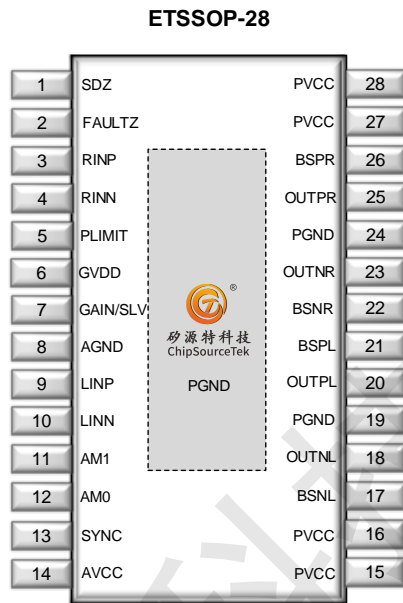 ETSSOP-28
1 SDZ PVCC 28
2 FAULTZ PVCC 27
3 RINP BSPR 26
4 RINN OUTPR 25
5 PLIMIT PGND 24
6 GVDD OUTNR 23
®
7 GAIN/SLV BSNR 22
矽源特科技
8 AGND BSPL 21
ChipSourceTek
9 LINP PGND OUTPL 20
10 LINN PGND 19
11 AM1 OUTNL 18
12 AM0 BSNL 17
13 SYNC PVCC 16
14 AVCC PVCC 15